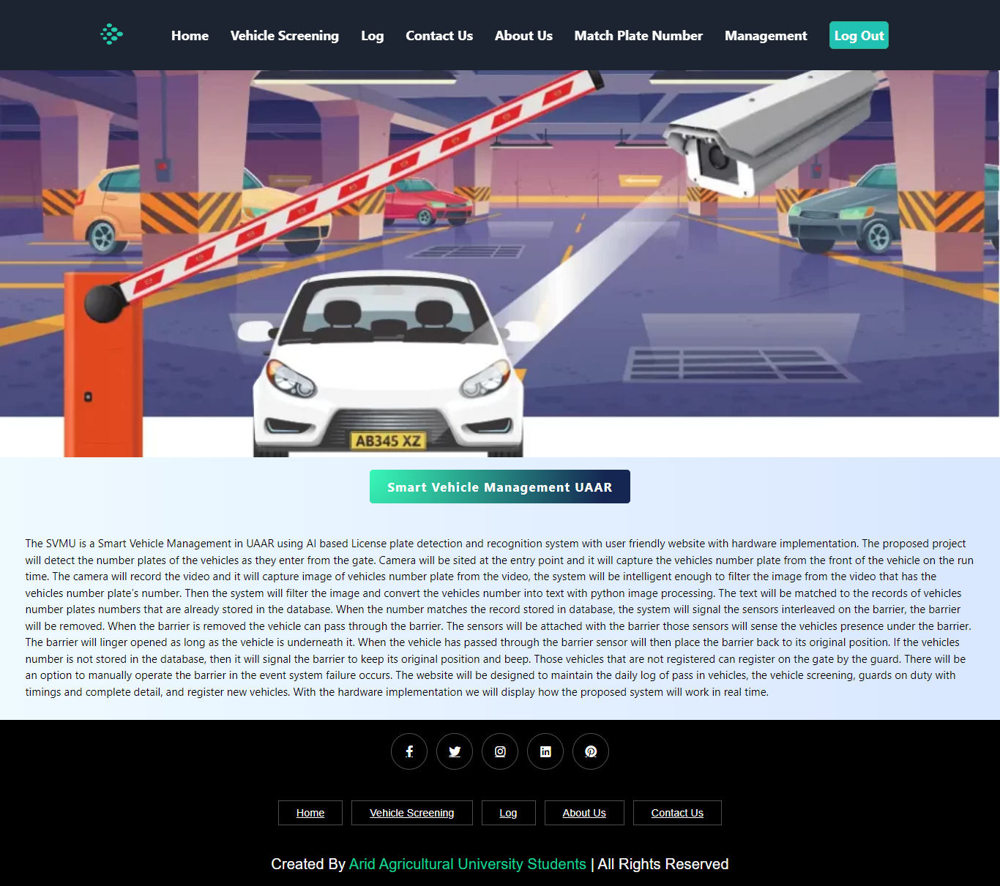 Home Vehicle Screening Log Contact Us About Us Match Plate Number Management Log Out
AB345 XZ
Smart Vehicle Management UAAR
The SVMU is a Smart Vehicle Management in UAAR using AI based License plate detection and recognition system with user friendly website with hardware implementation. The proposed project
will detect the number plates of the vehicles as they enter from the gate. Camera will be sited at the entry point and it will capture the vehicles number plate from the front of the vehicle on the run
time. The camera will record the video and it will capture image of vehicles number plate from the video, the system will be intelligent enough to filter the image from the video that has the
vehicles number plate's number. Then the system will filter the image and convert the vehicles number into text with python image processing. The text will be matched to the records of vehicles
number plates numbers that are already stored in the database. When the number matches the record stored in database, the system will signal the sensors interleaved on the barrier, the barrier
will be removed. When the barrier is removed the vehicle can pass through the barrier. The sensors will be attached with the barrier those sensors will sense the vehicles presence under the barrier.
The barrier will linger opened as long as the vehicle is underneath it. When the vehicle has passed through the barrier sensor will then place the barrier back to its original position. If the vehicles
number is not stored in the database, then it will signal the barrier to keep its original position and beep. Those vehicles that are not registered can register on the gate by the guard. There will be
an option to manually operate the barrier in the event system failure occurs. The website will be designed to maintain the daily log of pass in vehicles, the vehicle screening, guards on duty with
timings and complete detail, and register new vehicles. With the hardware implementation we will display how the proposed system will work in real time.
Home Vehicle Screening Log About Us Contact Us
Created By Arid Agricultural University Students | All Rights Reserved